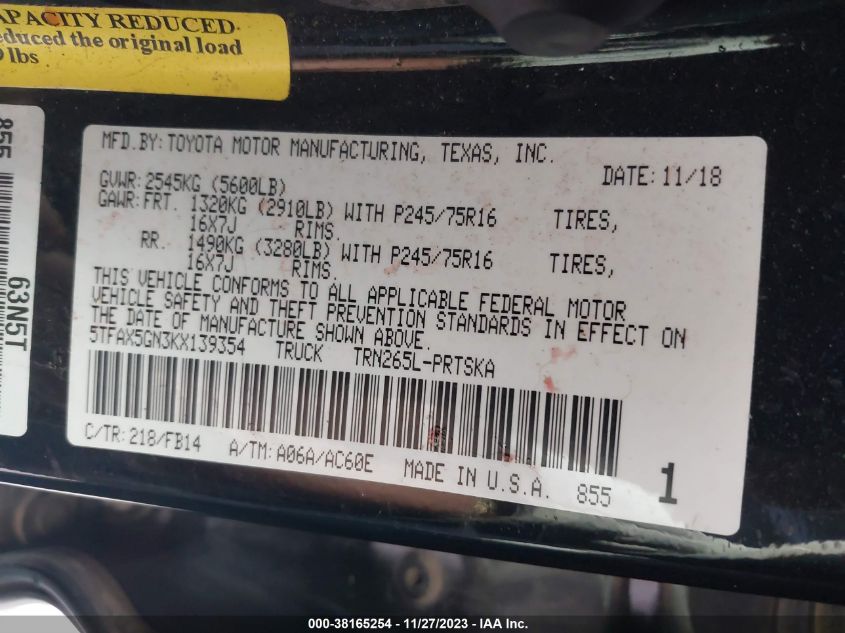 APACITY REDUCED
educed the original load
lbs
855
63N5T
MFD.BY:TOYOTA MOTOR MANUFACTURING, TEXAS, INC.
DATE:11/18
GVWR:2545KG (5600LB)
GAWR:FRT. 1320KG (2910LB) WITH P245/75R16 TIRES,
16X7J RIMS.
RR. 1490KG (3280LB) WITH P245/75R16 TIRES,
16X7J RIMS.
THIS VEHICLE CONFORMS TO ALL APPLICABLE FEDERAL MOTOR
VEHICLE SAFETY AND THEFT PREVENTION STANDARDS IN EFFECT ON
THE DATE OF MANUFACTURE SHOWN ABOVE.
5TFAX5GN3KX139354 TRUCK TRN265L-PRTSKA
C/TR:218/FB14 A/TM:A06A/AC60E MADE IN U.S.A. 855 1
000-38165254 - 11/27/2023 - IAA Inc.